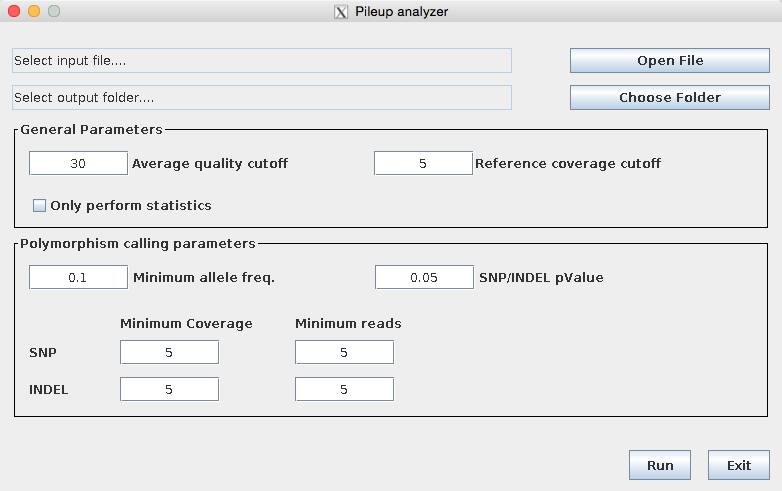 Pileup analyzer
Select input file.... Open File
Select output folder.... Choose Folder
General Parameters
30 Average quality cutoff 5 Reference coverage cutoff
Only perform statistics
Polymorphism calling parameters
0.1 Minimum allele freq. 0.05 SNP/INDEL pValue
Minimum Coverage Minimum reads
SNP 5 5
INDEL 5 5
Run Exit